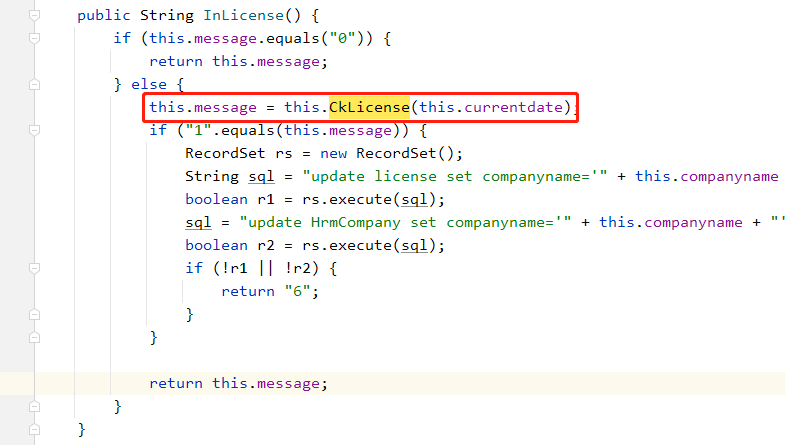 public String InLicense() {
if (this.message.equals("0")) {
return this.message;
} else {
this.message = this.CkLicense(this.currentdate);
if ("1".equals(this.message)) {
RecordSet rs = new RecordSet();
String sql = "update license set companyname='" + this.companyname
boolean r1 = rs.execute(sql);
sql = "update HrmCompany set companyname='" + this.companyname + "'
boolean r2 = rs.execute(sql);
if (!r1 || !r2) {
return "6";
}
}
return this.message;
}
}